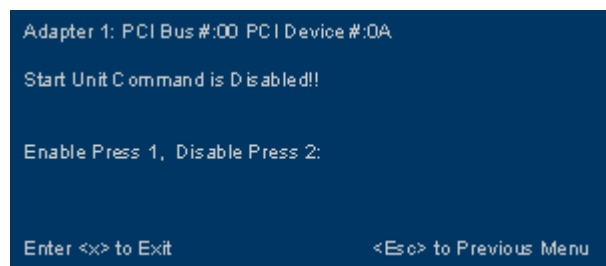 Adapter 1: PCI Bus #:00 PCI Device #:0A
Start Unit Command is Disabled!!
Enable Press 1, Disable Press 2:
Enter <x> to Exit <Esc> to Previous Menu